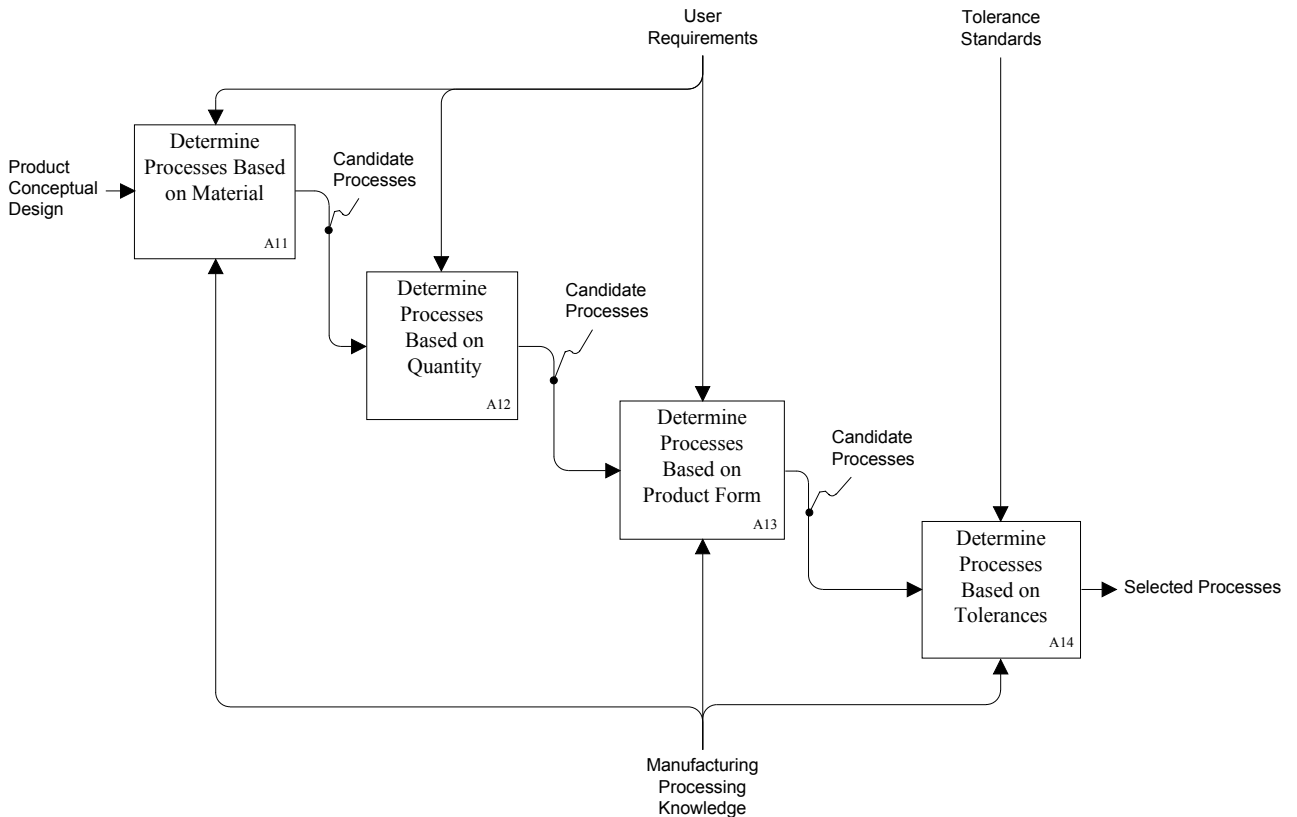 User
Requirements
Tolerance
Standards
Product
Conceptual
Design
Determine
Processes Based
on Material
A11
Candidate
Processes
Determine
Processes
Based on
Quantity
A12
Candidate
Processes
Determine
Processes
Based on
Product Form
A13
Candidate
Processes
Determine
Processes
Based on
Tolerances
A14
Selected Processes
Manufacturing
Processing
Knowledge